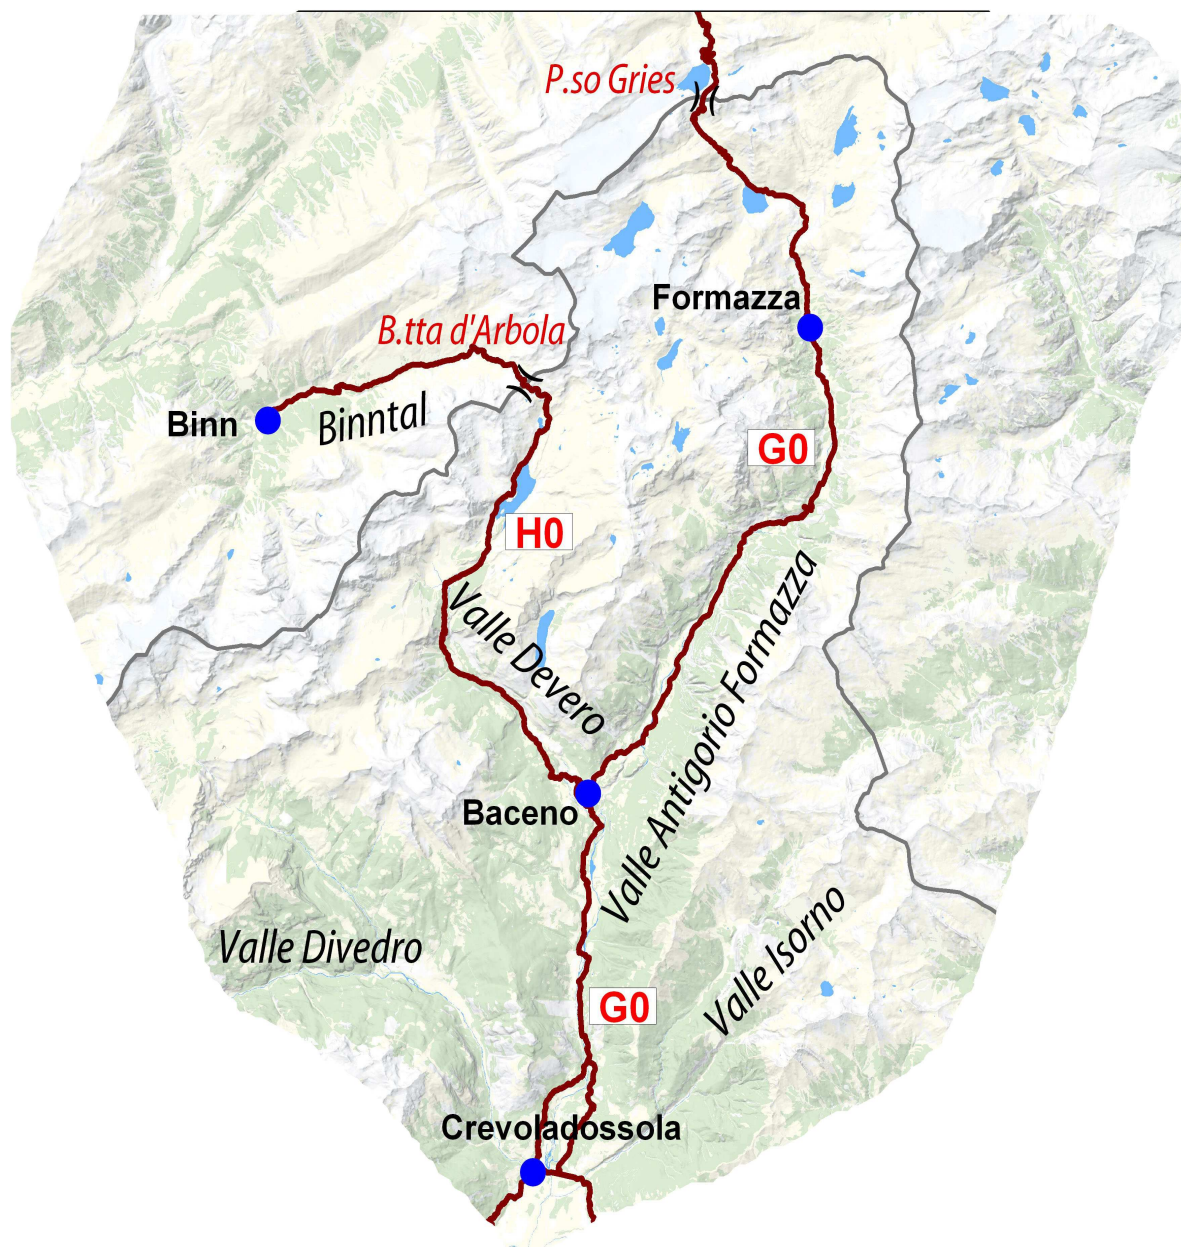 P.so Gries
Formazza
B.tta d'Arbola
Binn
Binntal
G0
H0
Valle Devero
Valle Antigorio Formazza
Baceno
Valle Divedro
Valle Isorno
G0
Crevoladossola